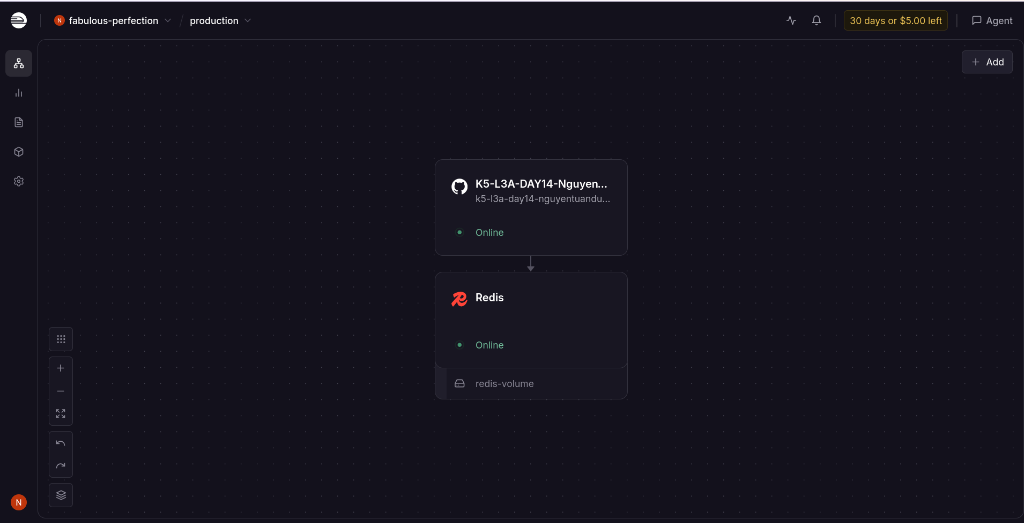 N fabulous-perfection / production
30 days or $5.00 left
Agent
+ Add
K5-L3A-DAY14-Nguyen...
k5-l3a-day14-nguyentuandu...
Online
Redis
Online
redis-volume
N